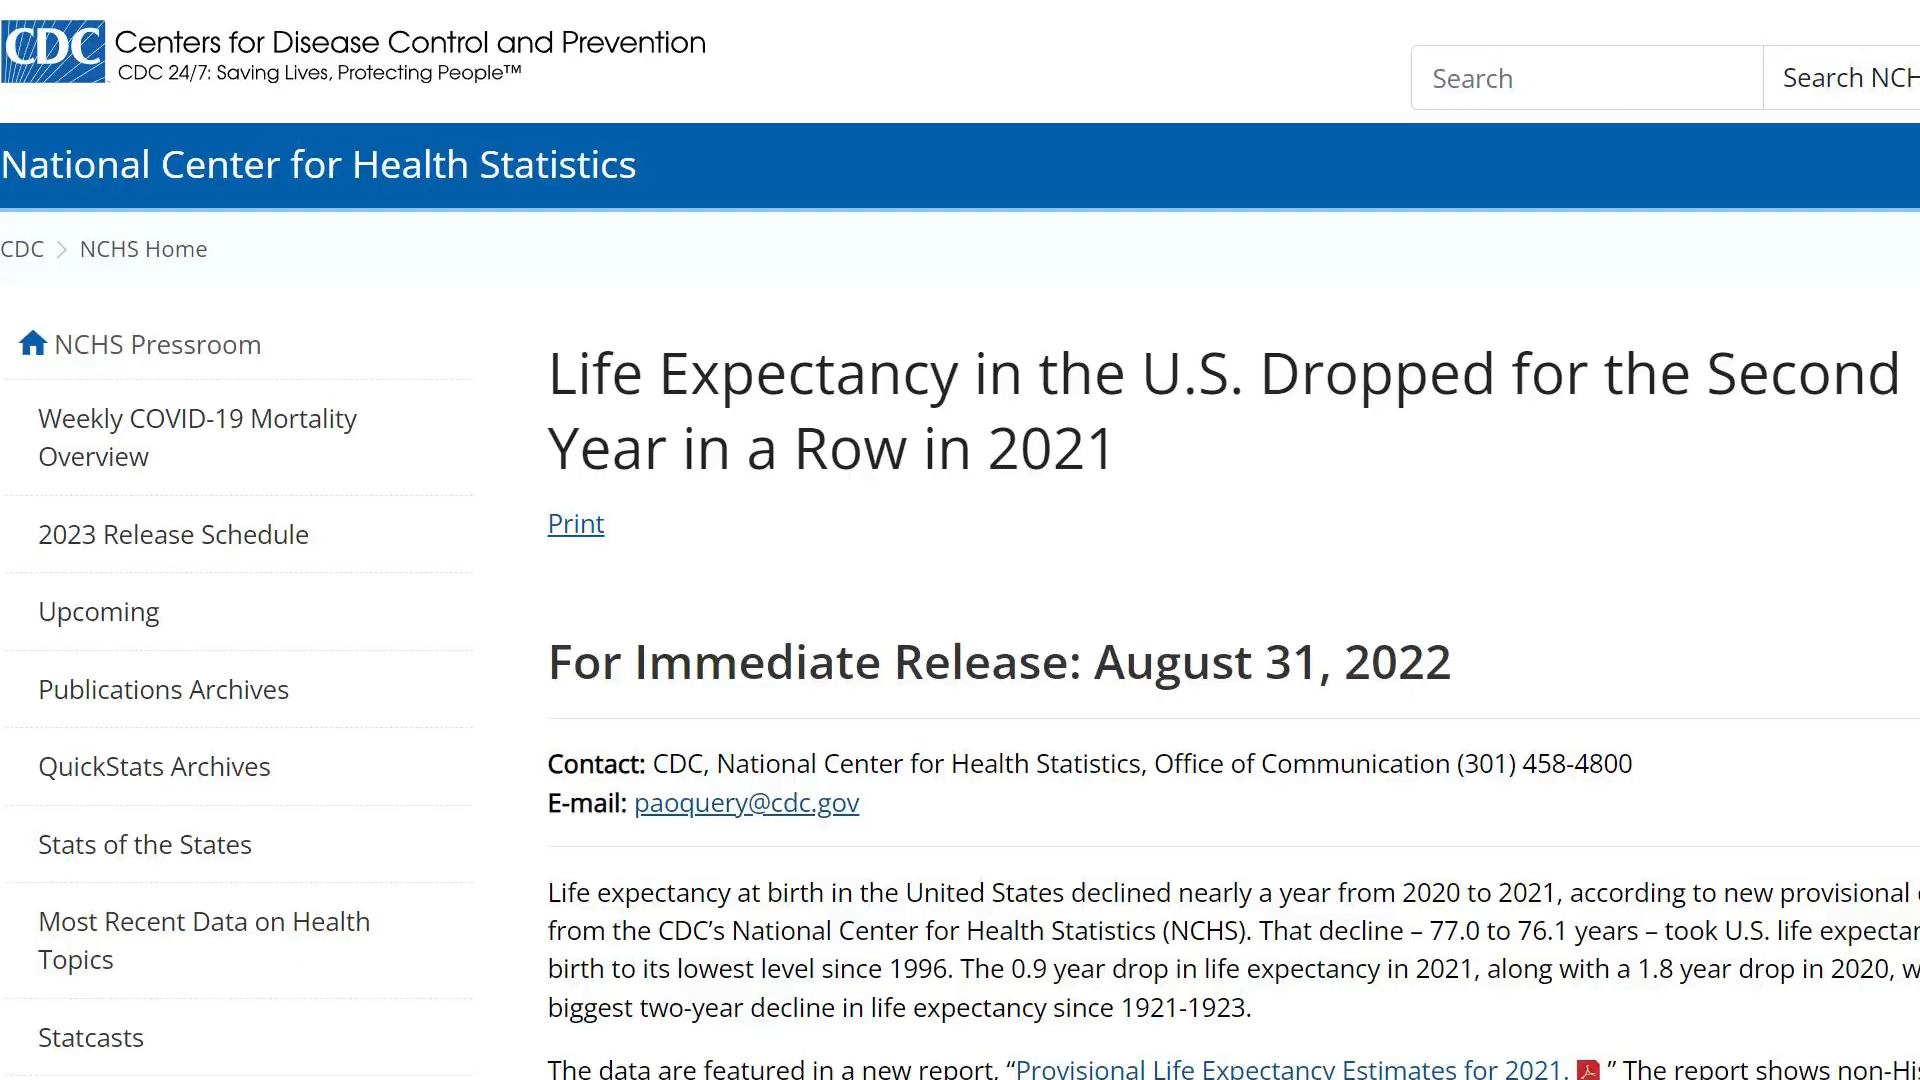 CDC Centers for Disease Control and Prevention
CDC 24/7: Saving Lives, Protecting People™
Search
Search NCH
National Center for Health Statistics
CDC NCHS Home
NCHS Pressroom
Weekly COVID-19 Mortality
Overview
2023 Release Schedule
Upcoming
Publications Archives
QuickStats Archives
Stats of the States
Most Recent Data on Health
Topics
Statcasts
Life Expectancy in the U.S. Dropped for the Second
Year in a Row in 2021
Print
For Immediate Release: August 31, 2022
Contact: CDC, National Center for Health Statistics, Office of Communication (301) 458-4800
E-mail: paoquery@cdc.gov
Life expectancy at birth in the United States declined nearly a year from 2020 to 2021, according to new provisional
from the CDC’s National Center for Health Statistics (NCHS). That decline – 77.0 to 76.1 years – took U.S. life expectan
birth to its lowest level since 1996. The 0.9 year drop in life expectancy in 2021, along with a 1.8 year drop in 2020, w
biggest two-year decline in life expectancy since 1921-1923.
The data are featured in a new report, “Provisional Life Expectancy Estimates for 2021. ” The report shows non-His